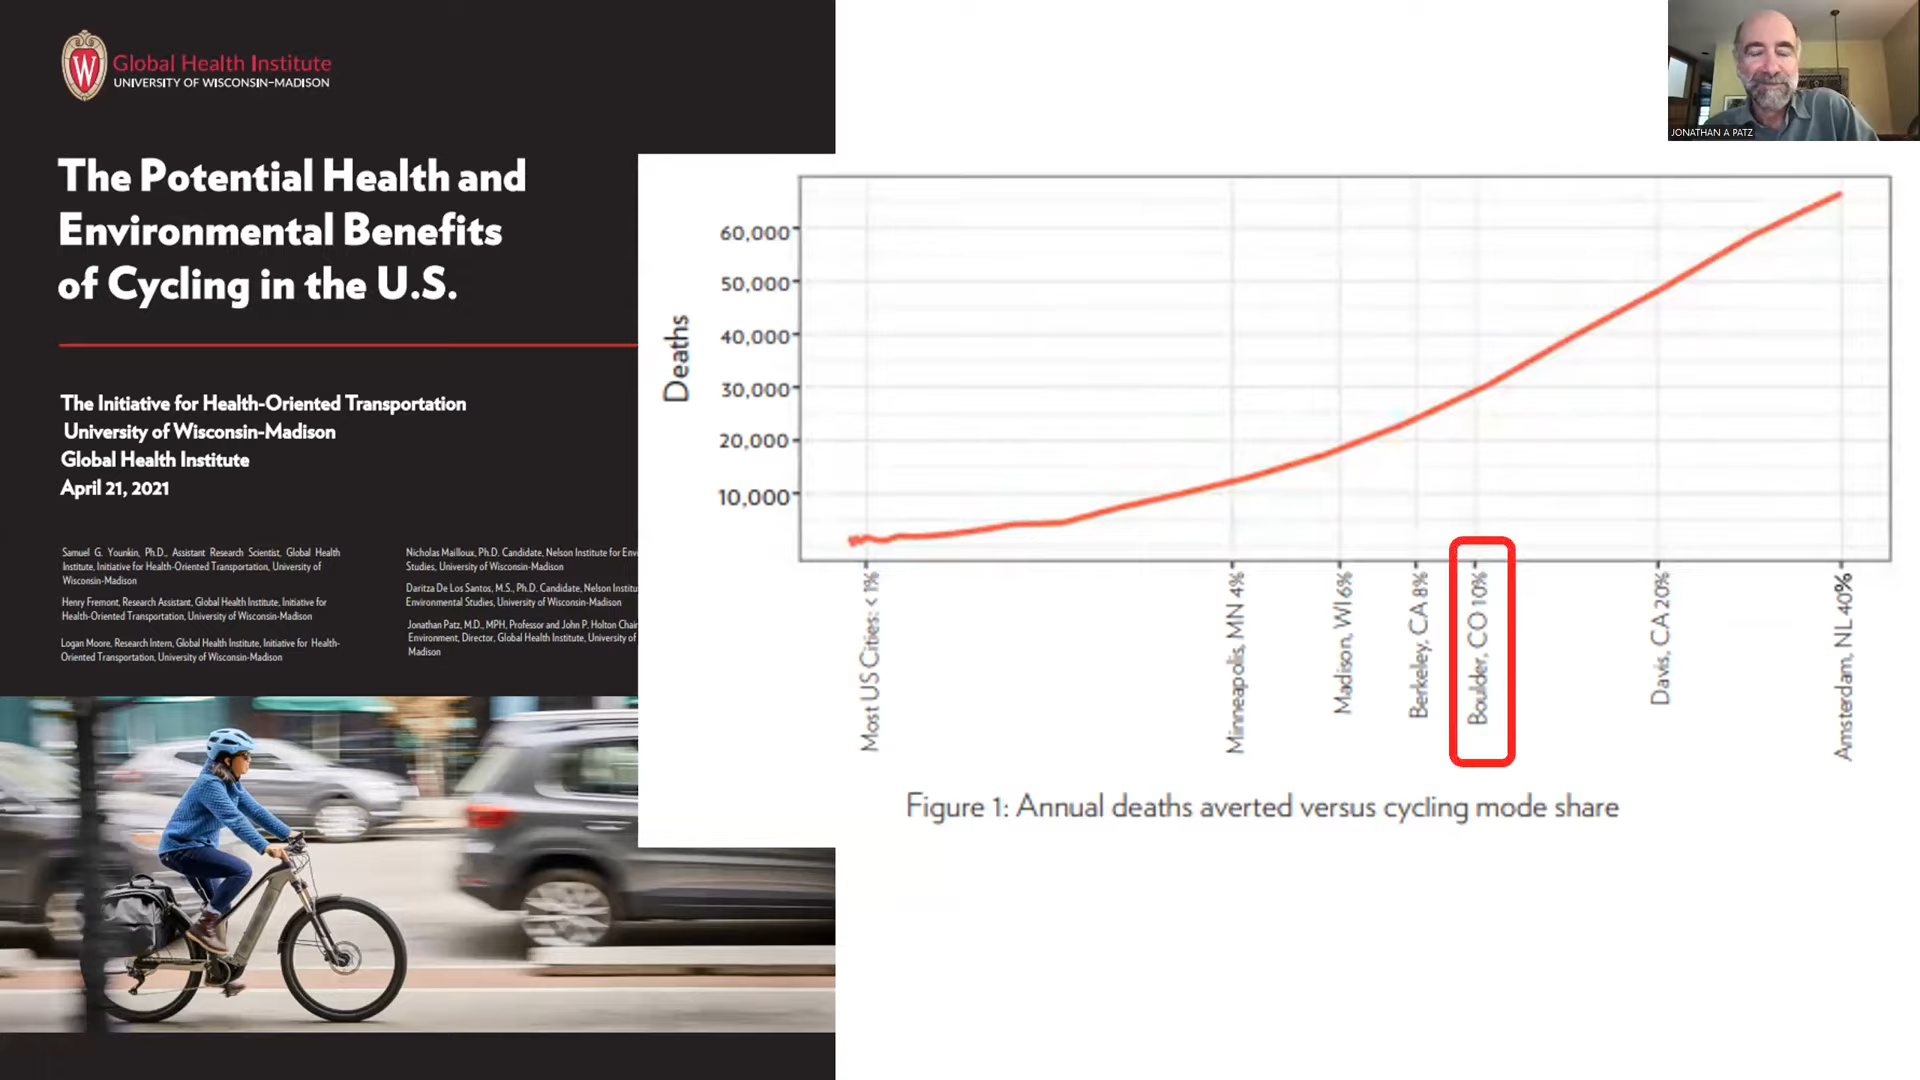 Global Health Institute
UNIVERSITY OF WISCONSIN–MADISON
The Potential Health and
Environmental Benefits
of Cycling in the U.S.
The Initiative for Health-Oriented Transportation
University of Wisconsin-Madison
Global Health Institute
April 21, 2021
Samuel G. Younkin, Ph.D., Assistant Research Scientist, Global Health
Institute, Initiative for Health-Oriented Transportation, University of
Wisconsin-Madison
Henry Fremont, Research Assistant, Global Health Institute, Initiative for
Health-Oriented Transportation, University of Wisconsin-Madison
Logan Moore, Research Intern, Global Health Institute, Initiative for Health-
Oriented Transportation, University of Wisconsin-Madison
Nicholas Mailloux, Ph.D. Candidate, Nelson Institute for Envi
Studies, University of Wisconsin-Madison
Daritza De Los Santos, M.S., Ph.D. Candidate, Nelson Institu
Environmental Studies, University of Wisconsin-Madison
Jonathan Patz, M.D., MPH, Professor and John P. Holton Chair
Environment, Director, Global Health Institute, University of
Madison
W
JONATHAN A PATZ
Deaths
60,000
50,000
40,000
30,000
20,000
10,000
Most US Cities: < 1%
Minneapolis, MN 4%
Madison, WI 6%
Berkeley, CA 8%
Boulder, CO 10%
Davis, CA 20%
Amsterdam, NL 40%
Figure 1: Annual deaths averted versus cycling mode share